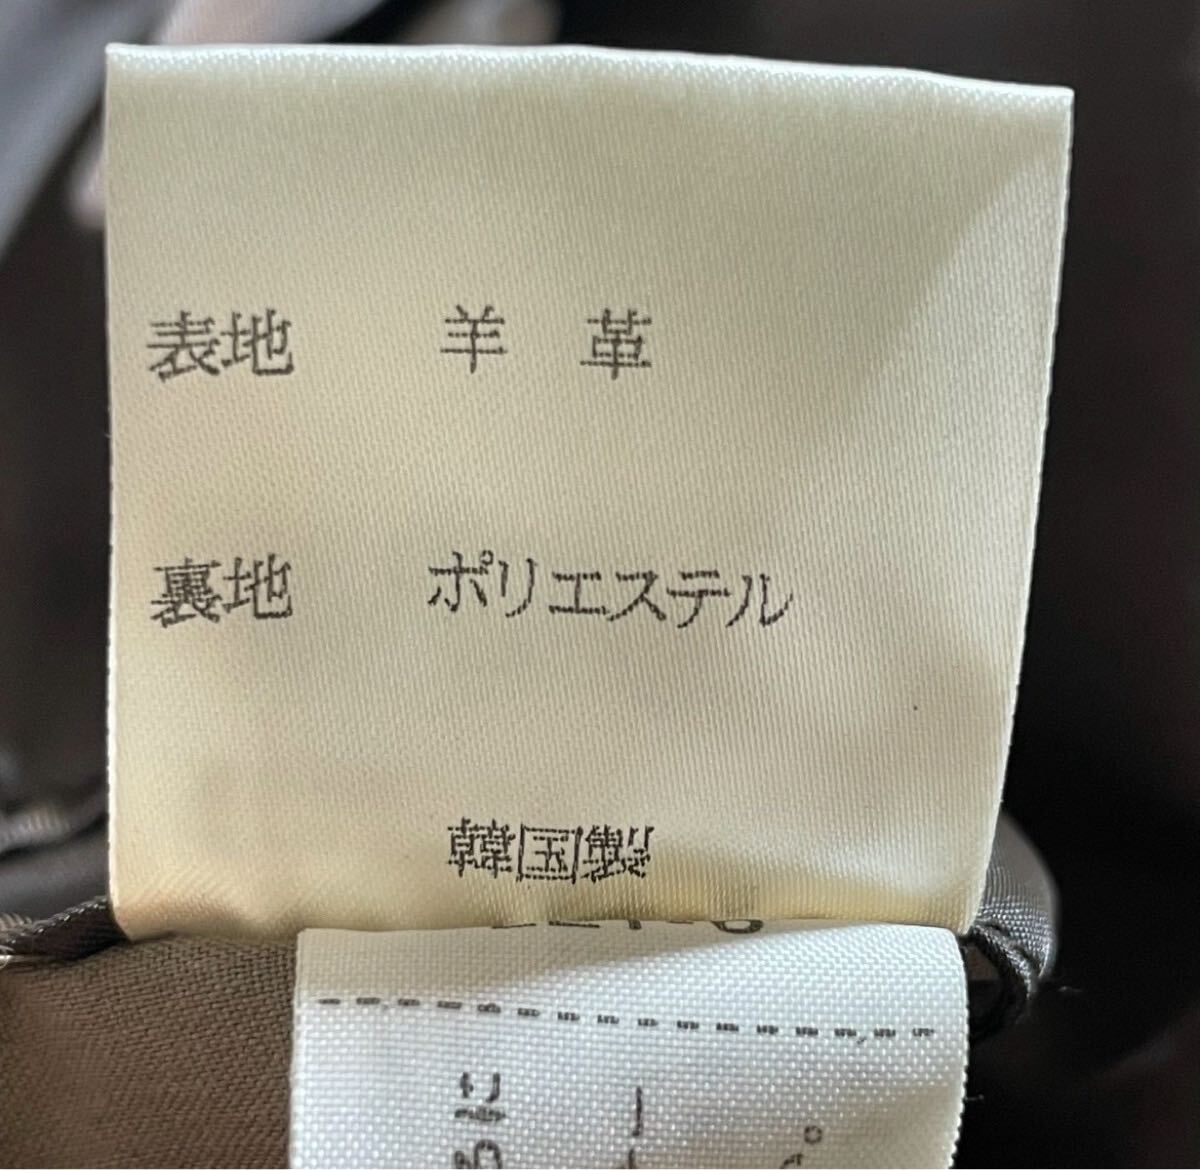 表地 羊 革
裏地 ポリエステル
韓国製